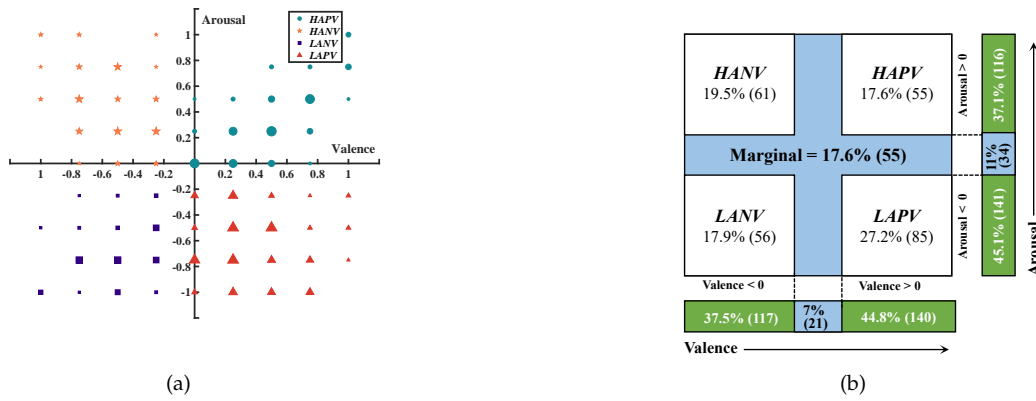 Arousal
HAPV
HANV
LANV
LAPV
1
0.8
0.6
0.4
0.2
0
Valence
1 -0.8 -0.6 -0.4 -0.2 0 0.2 0.4 0.6 0.8 1
-0.2
-0.4
-0.6
-0.8
-1
(a)
HANV
19.5% (61)
HAPV
17.6% (55)
Marginal = 17.6% (55)
LANV
17.9% (56)
LAPV
27.2% (85)
Arousal > 0
Arousal < 0
37.1% (116)
11%
(34)
45.1% (141)
Arousal
Valence < 0
Valence > 0
37.5% (117)
7%
(21)
44.8% (140)
Valence
(b)